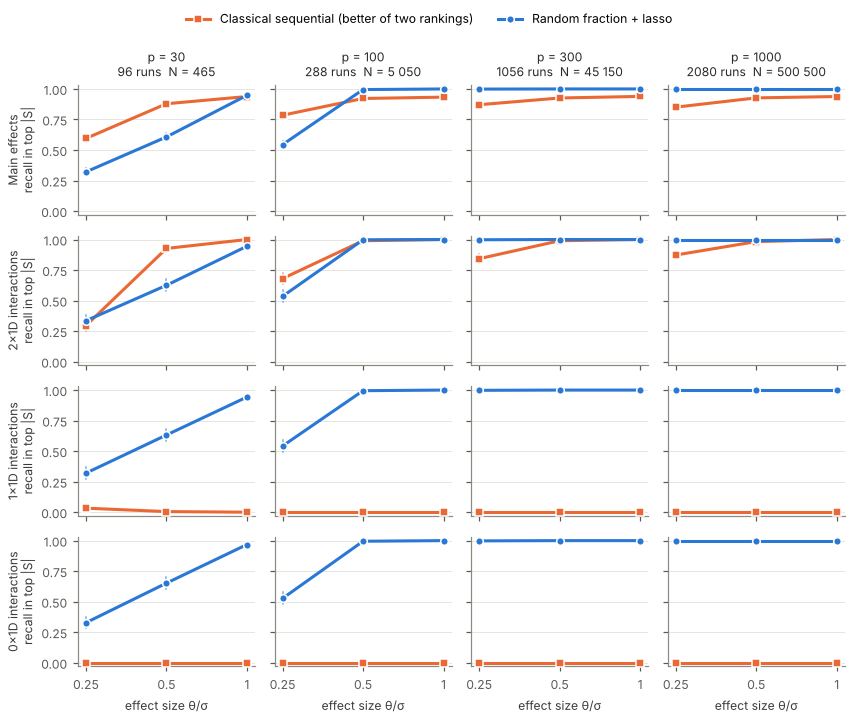 Classical sequential (better of two rankings)
Random fraction + lasso
p = 30
96 runs N = 465
p = 100
288 runs N = 5 050
p = 300
1056 runs N = 45 150
p = 1000
2080 runs N = 500 500
Main effects
recall in top |S|
1.00
0.75
0.50
0.25
0.00
2×1D interactions
recall in top |S|
1.00
0.75
0.50
0.25
0.00
1×1D interactions
recall in top |S|
1.00
0.75
0.50
0.25
0.00
0×1D interactions
recall in top |S|
1.00
0.75
0.50
0.25
0.00
0.25 0.5 1
effect size θ/σ
0.25 0.5 1
effect size θ/σ
0.25 0.5 1
effect size θ/σ
0.25 0.5 1
effect size θ/σ